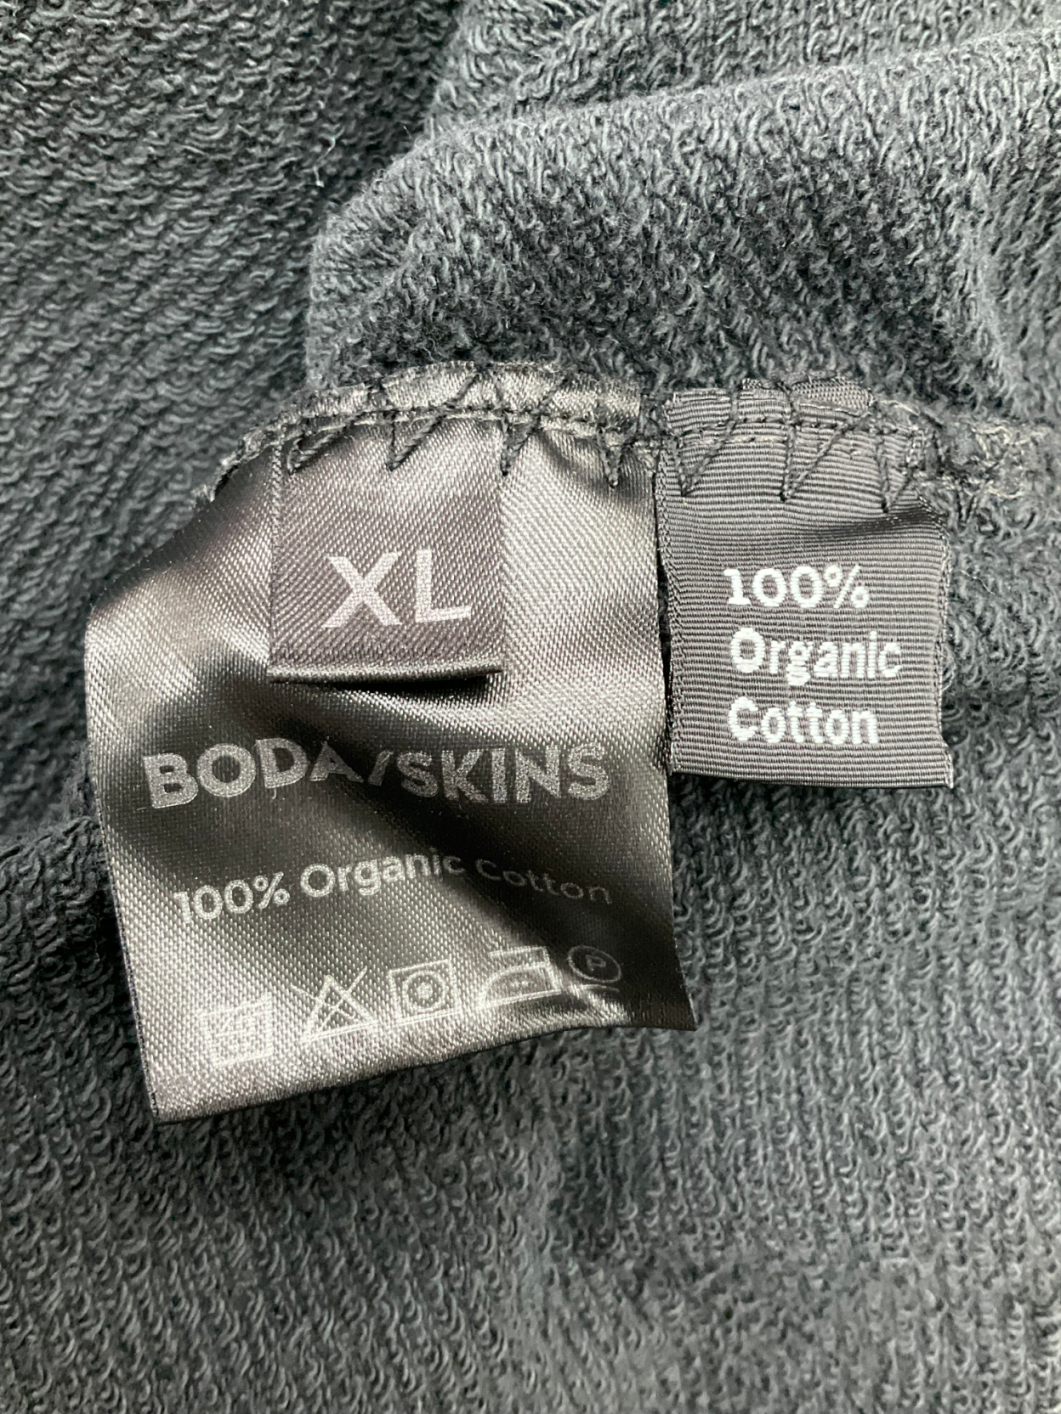 XL
BODA/SKINS
100% Organic Cotton
P
100%
Organic
Cotton